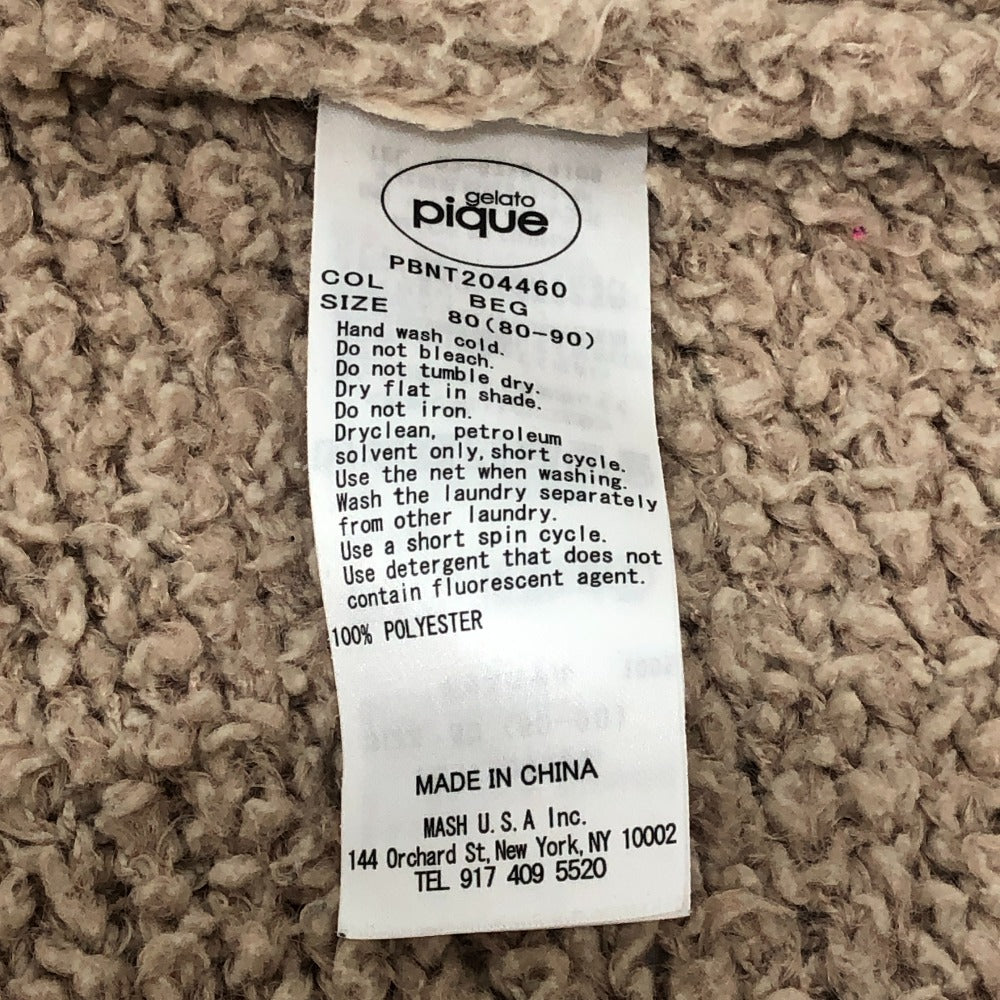 gelato
pique
PBNT204460
COL BEG
SIZE 80(80-90)
Hand wash cold.
Do not bleach.
Do not tumble dry.
Dry flat in shade.
Do not iron.
Dryclean, petroleum
solvent only, short cycle.
Use the net when washing.
Wash the laundry separately
from other laundry.
Use a short spin cycle.
Use detergent that does not
contain fluorescent agent.
100% POLYESTER
MADE IN CHINA
MASH U.S.A Inc.
144 Orchard St, New York, NY 10002
TEL 917 409 5520